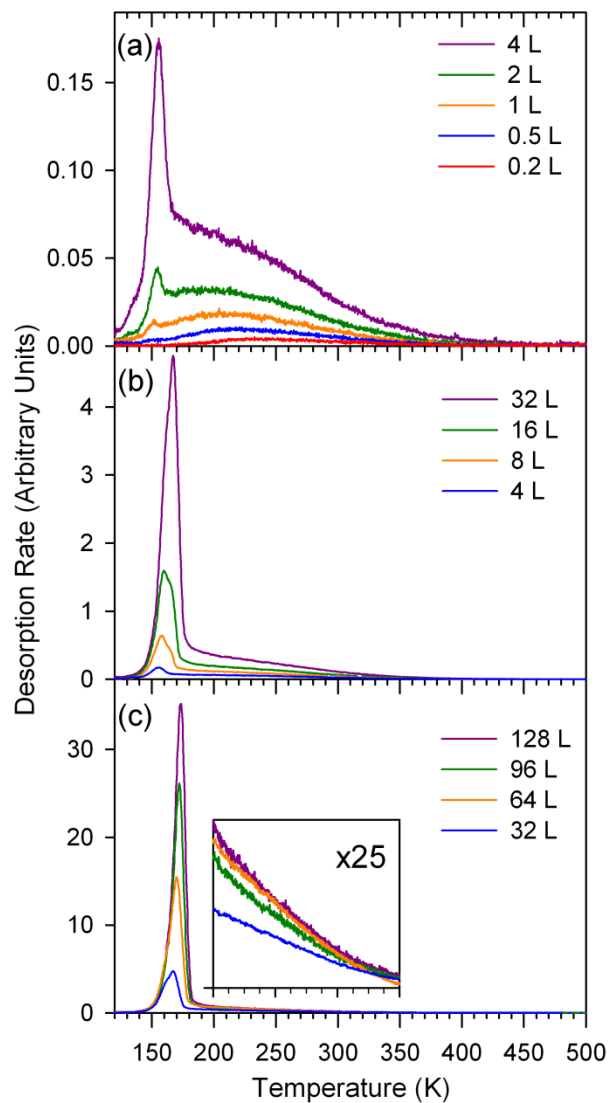 (a)
4 L
2 L
1 L
0.5 L
0.2 L
0.15
0.10
0.05
0.00
Desorption Rate (Arbitrary Units)
(b)
32 L
16 L
8 L
4 L
4
3
2
1
0
(c)
128 L
96 L
64 L
32 L
x25
30
20
10
0
150 200 250 300 350 400 450 500
Temperature (K)